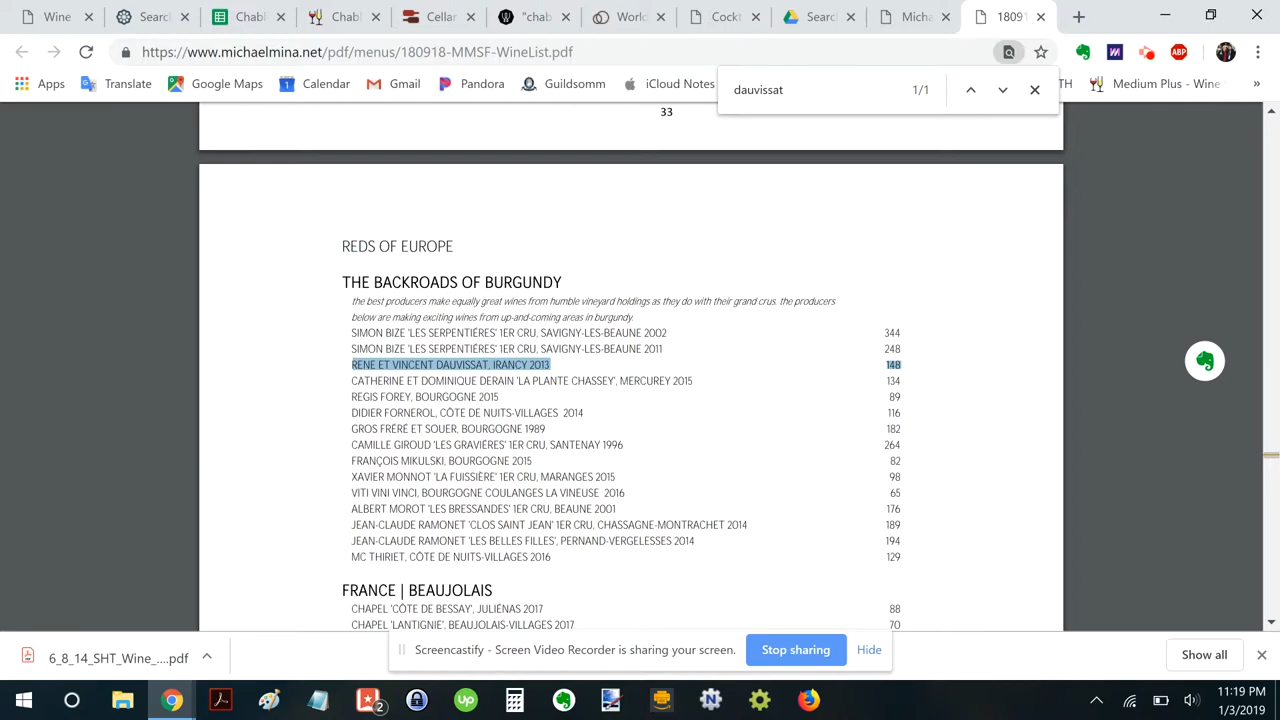 Wine
Searc
Chabl
Chabl
Cellar
"chab
World
Cockt
Searc
Micha
1809
https://www.michaelmina.net/pdf/menus/180918-MMSF-WineList.pdf
ABP
Apps
Translate
Google Maps
Calendar
Gmail
Pandora
Guildsomm
iCloud Notes
TH
Medium Plus - Wine
»
dauvissat
1/1
33
REDS OF EUROPE
THE BACKROADS OF BURGUNDY
the best producers make equally great wines from humble vineyard holdings as they do with their grand crus. the producers
below are making exciting wines from up-and-coming areas in burgundy.
SIMON BIZE 'LES SERPENTIÉRES' 1ER CRU, SAVIGNY-LES-BEAUNE 2002 344
SIMON BIZE 'LES SERPENTIÉRES' 1ER CRU, SAVIGNY-LES-BEAUNE 2011 248
RENE ET VINCENT DAUVISSAT, IRANCY 2013 148
CATHERINE ET DOMINIQUE DERAIN 'LA PLANTE CHASSEY', MERCUREY 2015 134
REGIS FOREY, BOURGOGNE 2015 89
DIDIER FORNEROL, CÔTE DE NUITS-VILLAGES 2014 116
GROS FRÉRÉ ET SOUER, BOURGOGNE 1989 182
CAMILLE GIROUD 'LES GRAVIÉRES' 1ER CRU, SANTENAY 1996 264
FRANÇOIS MIKULSKI, BOURGOGNE 2015 82
XAVIER MONNOT 'LA FUISSIÈRE' 1ER CRU, MARANGES 2015 98
VITI VINI VINCI, BOURGOGNE COULANGES LA VINEUSE 2016 65
ALBERT MOROT 'LES BRESSANDES' 1ER CRU, BEAUNE 2001 176
JEAN-CLAUDE RAMONET 'CLOS SAINT JEAN' 1ER CRU, CHASSAGNE-MONTRACHET 2014 189
JEAN-CLAUDE RAMONET 'LES BELLES FILLES', PERNAND-VERGELESSES 2014 194
MC THIRIET, CÔTE DE NUITS-VILLAGES 2016 129
FRANCE | BEAUJOLAIS
CHAPEL 'CÔTE DE BESSAY', JULIÉNAS 2017 88
CHAPEL 'LANTIGNIE', BEAUJOLAIS-VILLAGES 2017 70
Screencastify - Screen Video Recorder is sharing your screen.
Stop sharing
Hide
6_8_14_SHT_Wine_....pdf
Show all
2
up
N
11:19 PM
1/3/2019